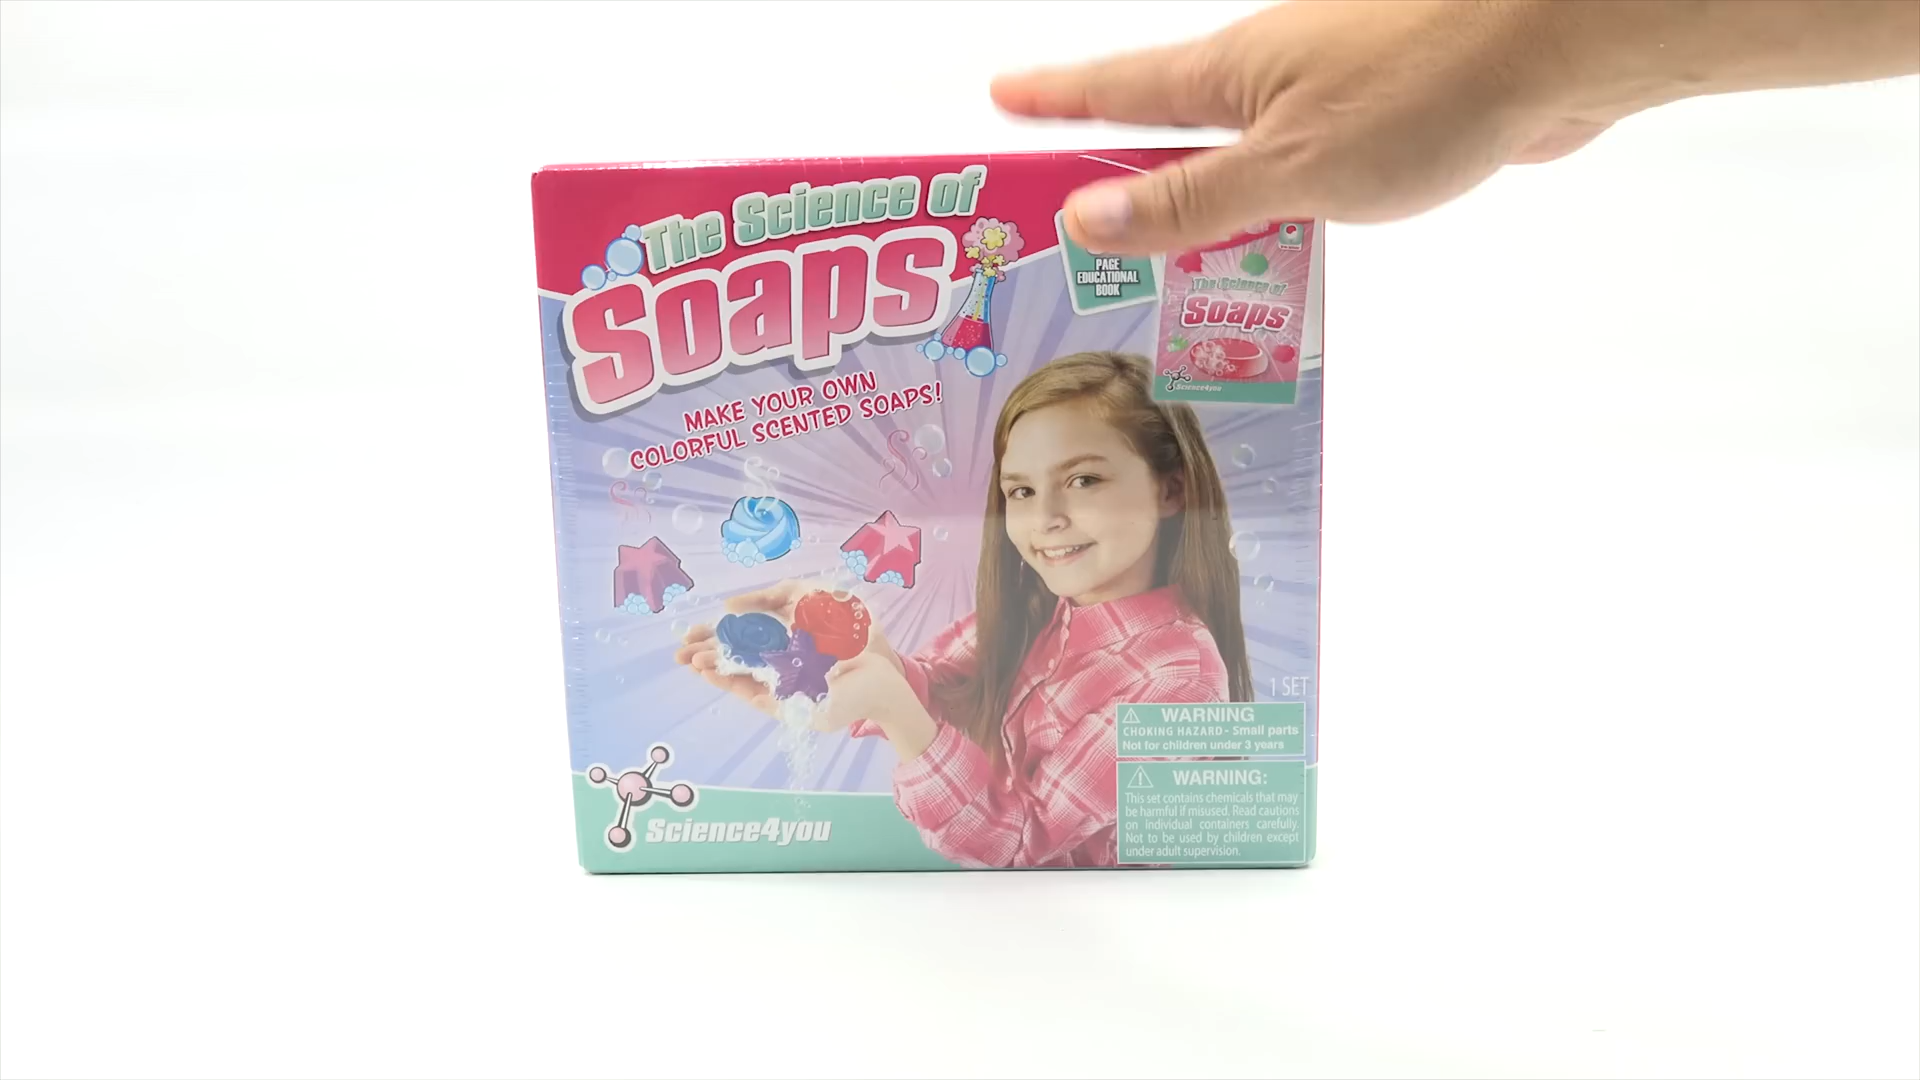 The Science of
Soaps
MAKE YOUR OWN
COLORFUL SCENTED SOAPS!
PAGE
EDUCATIONAL
BOOK
The Science of
Soaps
Science4you
1 SET
WARNING
CHOKING HAZARD - Small parts
Not for children under 3 years
WARNING:
This set contains chemicals that may
be harmful if misused. Read cautions
on individual containers carefully.
Not to be used by children except
under adult supervision.
Science4you